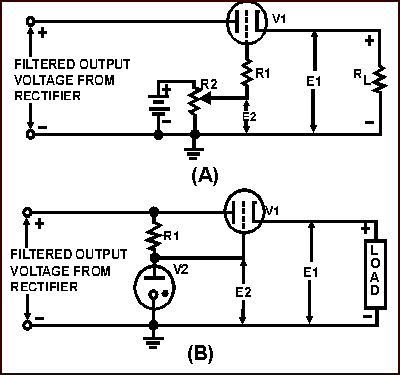 V1
+
+
FILTERED OUTPUT
VOLTAGE FROM
RECTIFIER
R2
R1
E1
RL
+
E2
-
-
-
(A)
V1
+
R1
+
FILTERED OUTPUT
VOLTAGE FROM
RECTIFIER
V2
E2
E1
LOAD
-
-
(B)